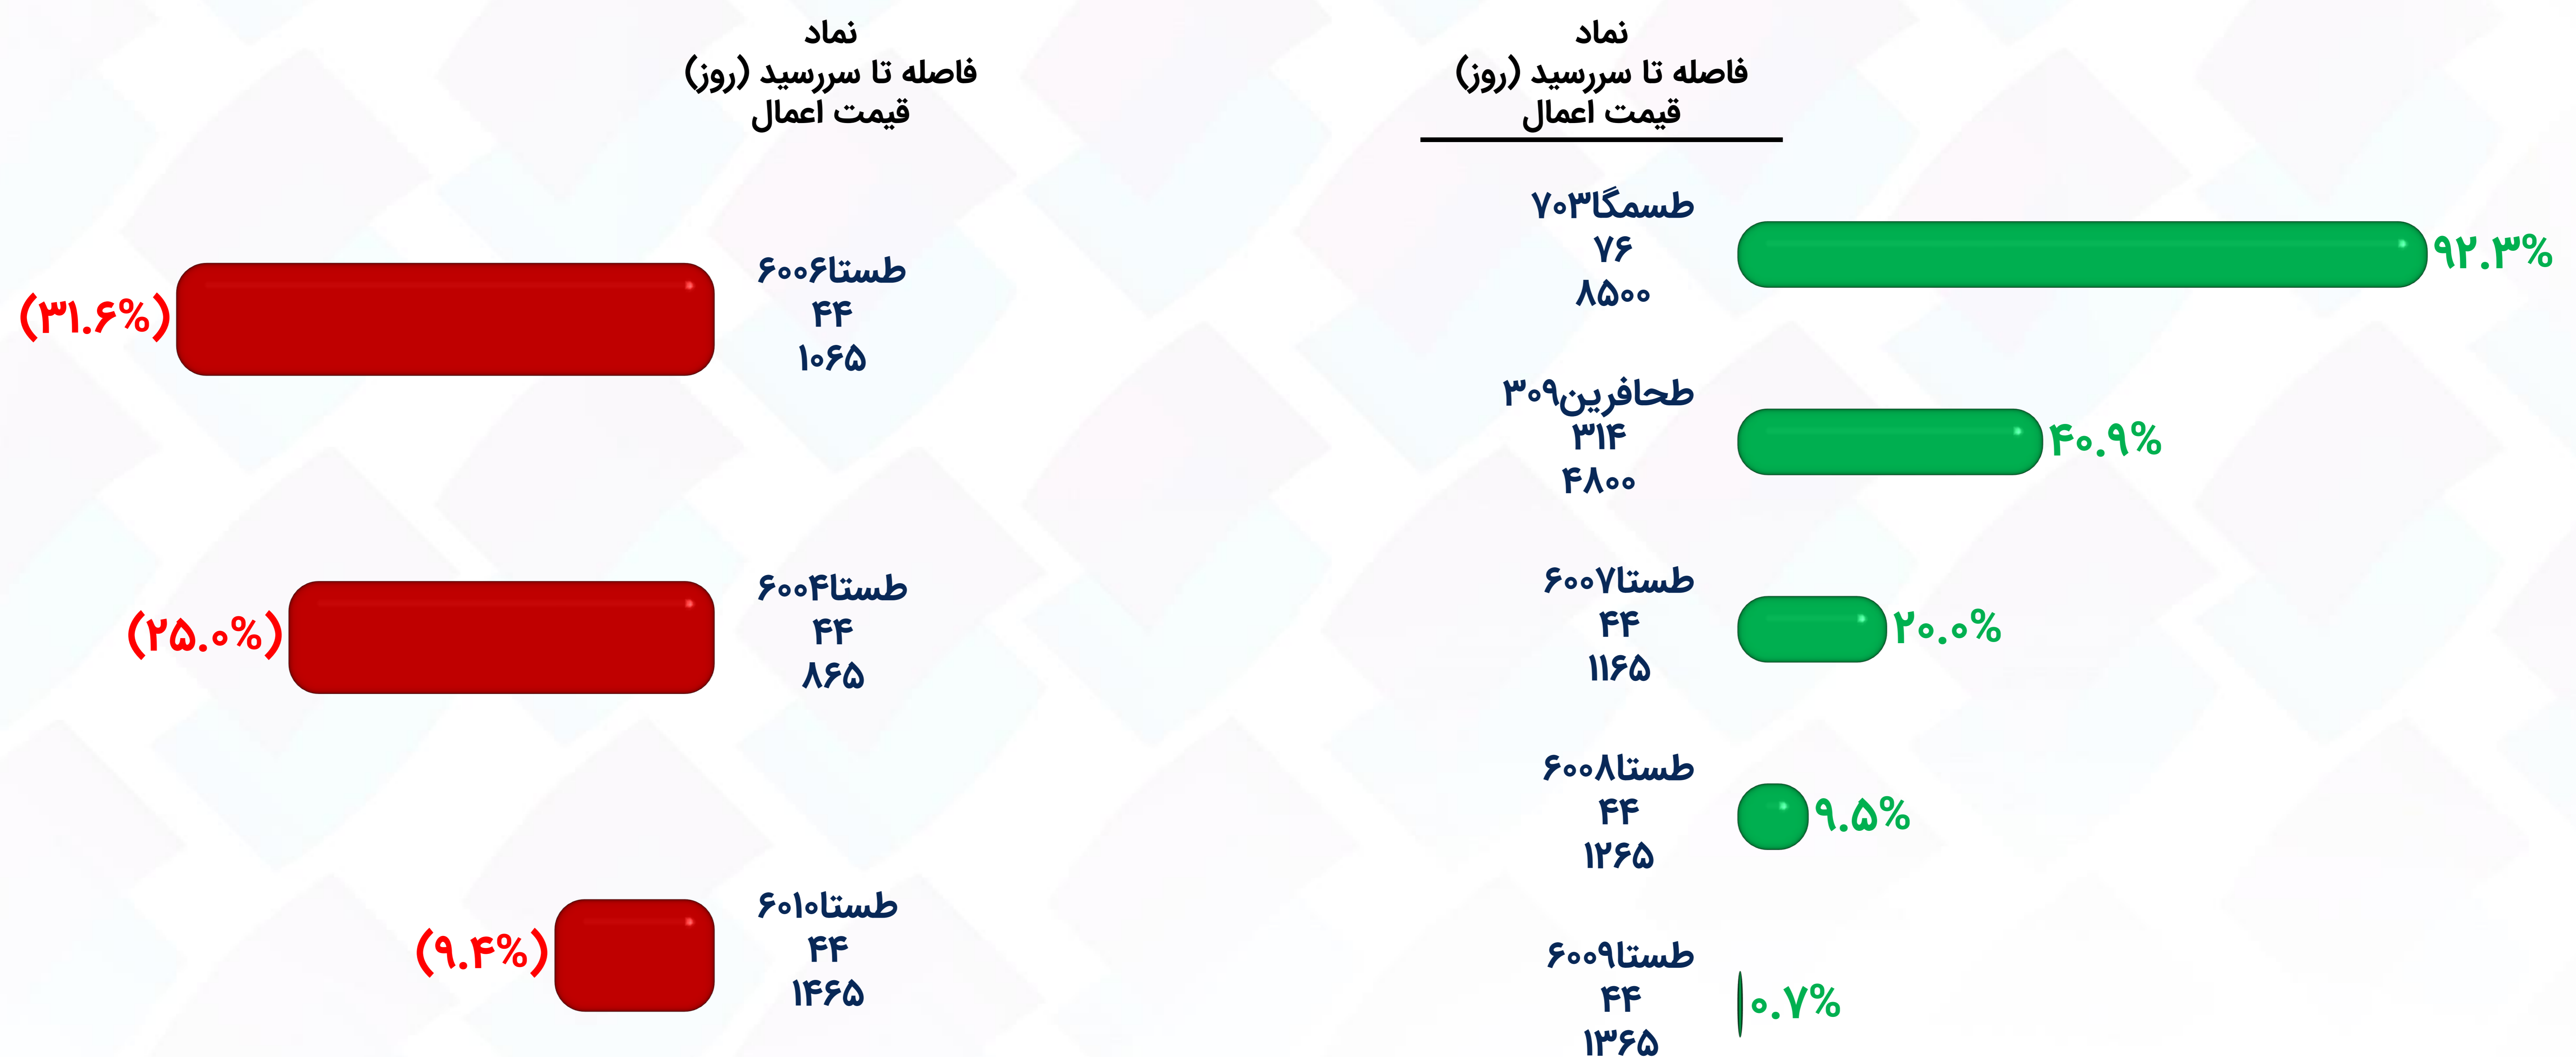 نماد
فاصله تا سررسید (روز)
قیمت اعمال
طسمگا۷۰۳
۷۶
۸۵۰۰
۹۲.۳%
طحافرین۳۰۹
۳۱۴
۴۸۰۰
۴۰.۹%
طستا۶۰۰۷
۴۴
۱۱۶۵
۲۰.۰%
طستا۶۰۰۸
۴۴
۱۲۶۵
۹.۵%
طستا۶۰۰۹
۴۴
۱۳۶۵
۰.۷%
نماد
فاصله تا سررسید (روز)
قیمت اعمال
طستا۶۰۰۶
۴۴
۱۰۶۵
(۳۱.۶%)
طستا۶۰۰۴
۴۴
۸۶۵
(۲۵.۰%)
طستا۶۰۱۰
۴۴
۱۴۶۵
(۹.۴%)